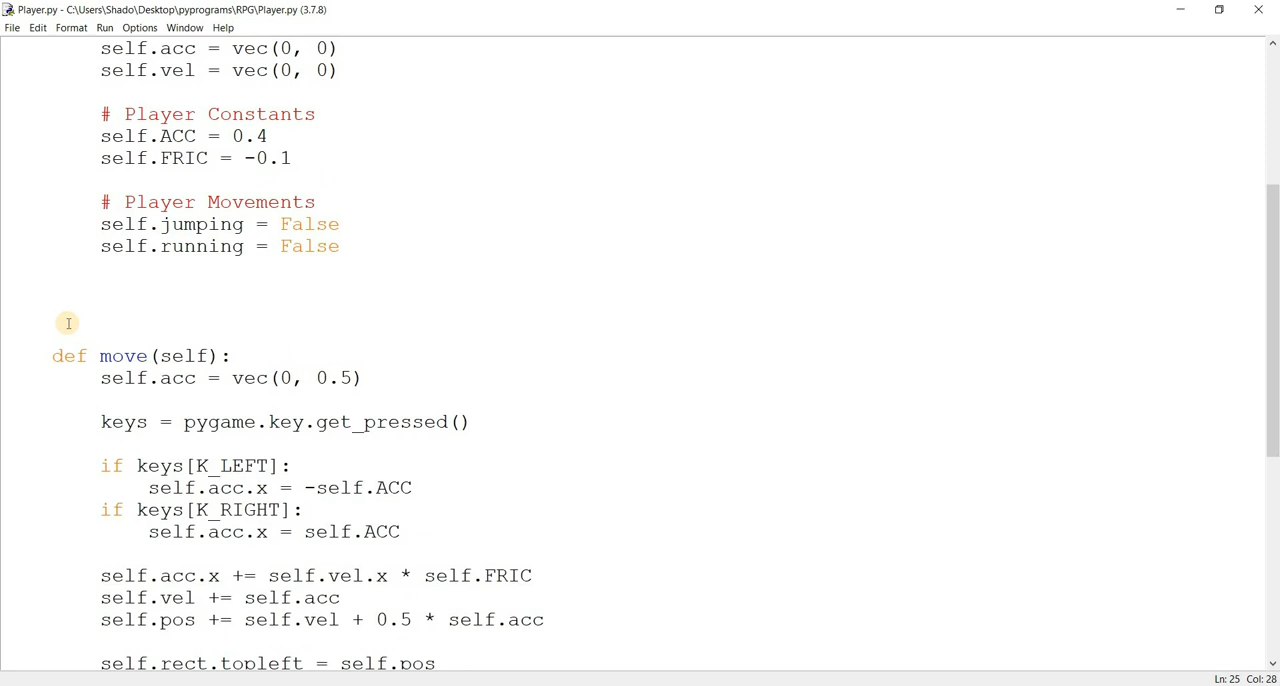 Player.py - C:\Users\Shado\Desktop\pyprograms\RPG\Player.py (3.7.8)
File Edit Format Run Options Window Help
self.acc = vec(0, 0)
self.vel = vec(0, 0)
# Player Constants
self.ACC = 0.4
self.FRIC = -0.1
# Player Movements
self.jumping = False
self.running = False
def move(self):
self.acc = vec(0, 0.5)
keys = pygame.key.get_pressed()
if keys[K_LEFT]:
self.acc.x = -self.ACC
if keys[K_RIGHT]:
self.acc.x = self.ACC
self.acc.x += self.vel.x * self.FRIC
self.vel += self.acc
self.pos += self.vel + 0.5 * self.acc
self.rect.topleft = self.pos
Ln: 25 Col: 28